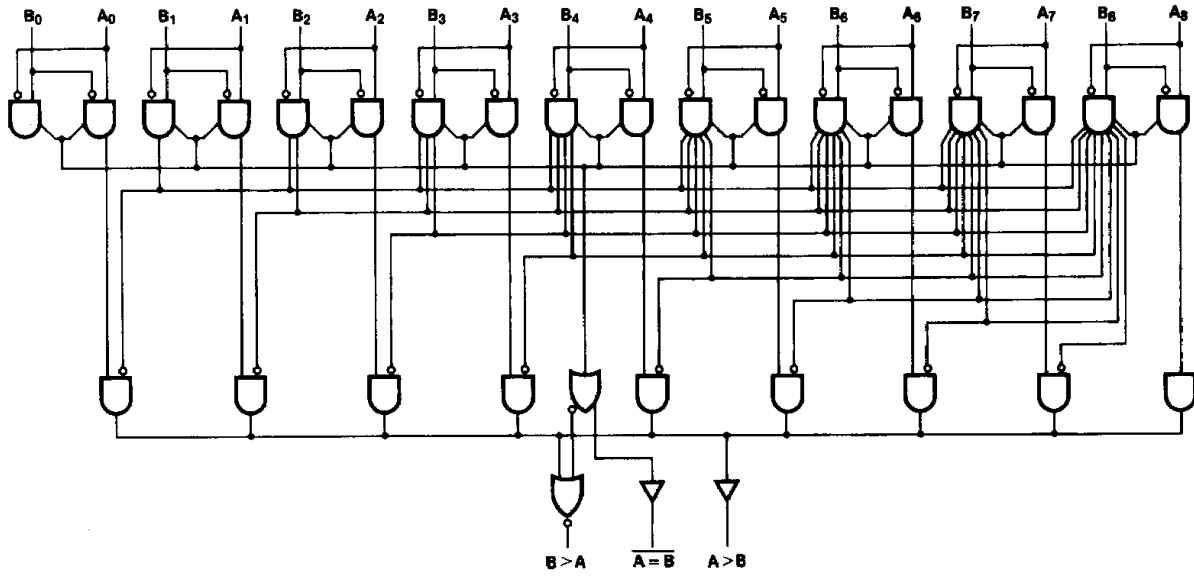 B₀ A₀ B₁ A₁ B₂ A₂ B₃ A₃ B₄ A₄ B₅ A₅ B₆ A₆ B₇ A₇ B₈ A₈
B > A A = B A > B